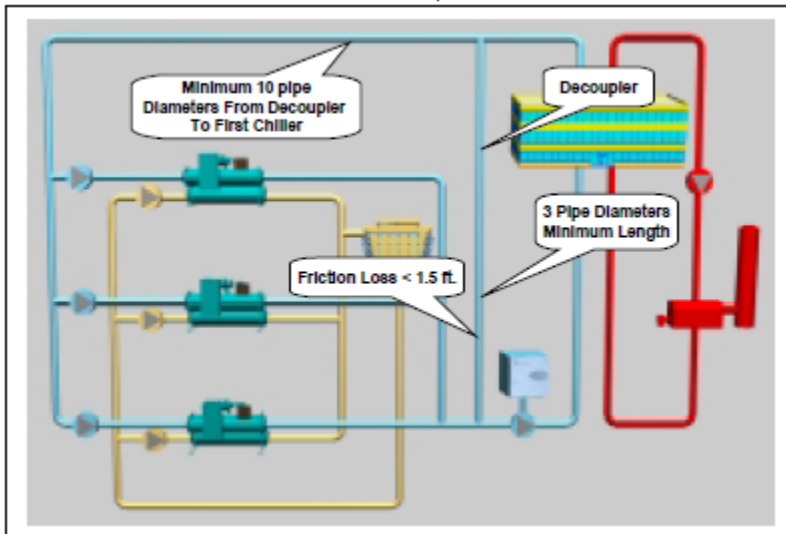 Minimum 10 pipe
Diameters From Decoupler
To First Chiller
Decoupler
3 Pipe Diameters
Minimum Length
Friction Loss < 1.5 ft.